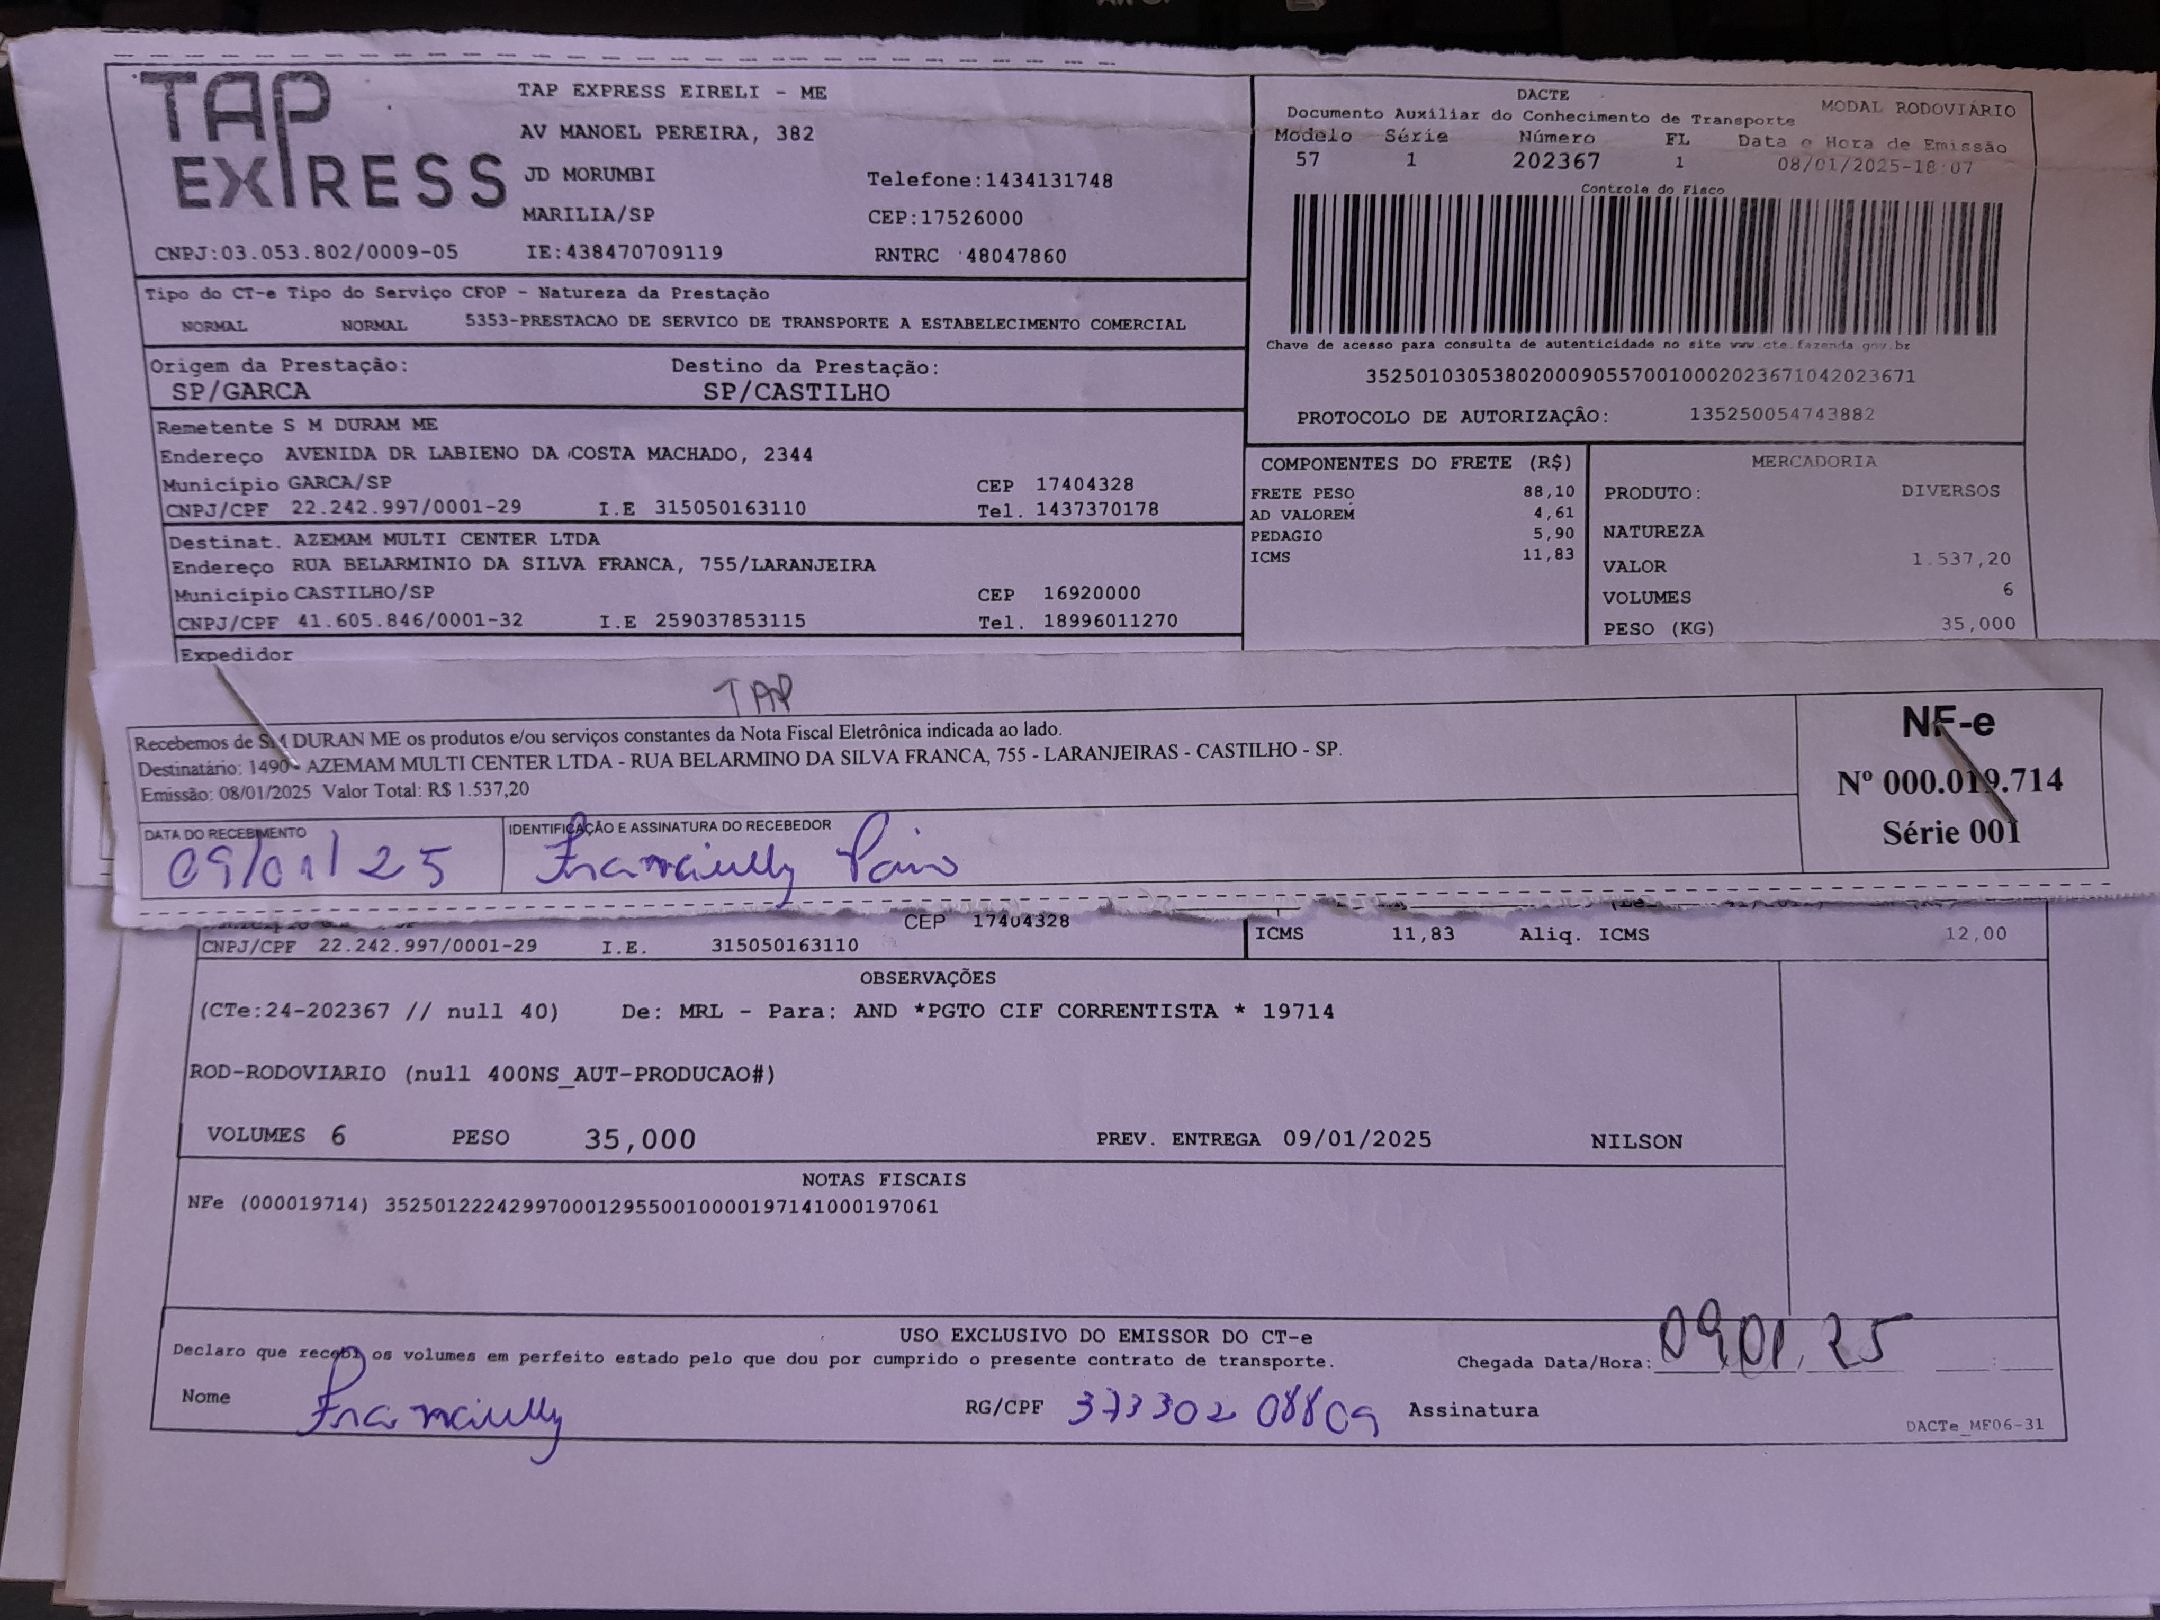 TAP
EXPRESS
TAP EXPRESS EIRELI - ME
AV MANOEL PEREIRA, 382
JD MORUMBI
Telefone:1434131748
MARILIA/SP
CEP:17526000
CNPJ:03.053.802/0009-05 IE:438470709119 RNTRC 48047860
DACTE
MODAL RODOVIÁRIO
Documento Auxiliar do Conhecimento de Transporte
Modelo Série Número FL Data e Hora de Emissão
57 1 202367 1 08/01/2025-18:07
Controle do Fisco
Chave de acesso para consulta de autenticidade no site www.cte.fazenda.gov.br
35250103053802000905570010002023671042023671
PROTOCOLO DE AUTORIZAÇÃO: 135250054743882
Tipo do CT-e Tipo do Serviço CFOP - Natureza da Prestação
NORMAL NORMAL 5353-PRESTACAO DE SERVICO DE TRANSPORTE A ESTABELECIMENTO COMERCIAL
Origem da Prestação: Destino da Prestação:
SP/GARCA SP/CASTILHO
Remetente S M DURAM ME
Endereço AVENIDA DR LABIENO DA COSTA MACHADO, 2344
Município GARCA/SP CEP 17404328
CNPJ/CPF 22.242.997/0001-29 I.E 315050163110 Tel. 1437370178
Destinat. AZEMAM MULTI CENTER LTDA
Endereço RUA BELARMINIO DA SILVA FRANCA, 755/LARANJEIRA
Município CASTILHO/SP CEP 16920000
CNPJ/CPF 41.605.846/0001-32 I.E 259037853115 Tel. 18996011270
Expedidor
COMPONENTES DO FRETE (R$)
FRETE PESO 88,10
AD VALOREM 4,61
PEDAGIO 5,90
ICMS 11,83
MERCADORIA
PRODUTO: DIVERSOS
NATUREZA
VALOR 1.537,20
VOLUMES 6
PESO (KG) 35,000
TAP
Recebemos de SM DURAN ME os produtos e/ou serviços constantes da Nota Fiscal Eletrônica indicada ao lado.
Destinatário: 1490 - AZEMAM MULTI CENTER LTDA - RUA BELARMINO DA SILVA FRANCA, 755 - LARANJEIRAS - CASTILHO - SP.
Emissão: 08/01/2025 Valor Total: R$ 1.537,20
DATA DO RECEBIMENTO
09/01/25
IDENTIFICAÇÃO E ASSINATURA DO RECEBEDOR
NF-e
Nº 000.019.714
Série 001
CEP 17404328
CNPJ/CPF 22.242.997/0001-29 I.E. 315050163110
ICMS 11,83 Aliq. ICMS 12,00
OBSERVAÇÕES
(CTe:24-202367 // null 40) De: MRL - Para: AND *PGTO CIF CORRENTISTA * 19714
ROD-RODOVIARIO (null 400NS_AUT-PRODUCAO#)
VOLUMES 6 PESO 35,000 PREV. ENTREGA 09/01/2025 NILSON
NOTAS FISCAIS
NFe (000019714) 35250122242997000129550010000197141000197061
USO EXCLUSIVO DO EMISSOR DO CT-e
Declaro que recebi os volumes em perfeito estado pelo que dou por cumprido o presente contrato de transporte.
Chegada Data/Hora: 09,01,25
Nome RG/CPF 37330208809 Assinatura
DACTe_MF06-31